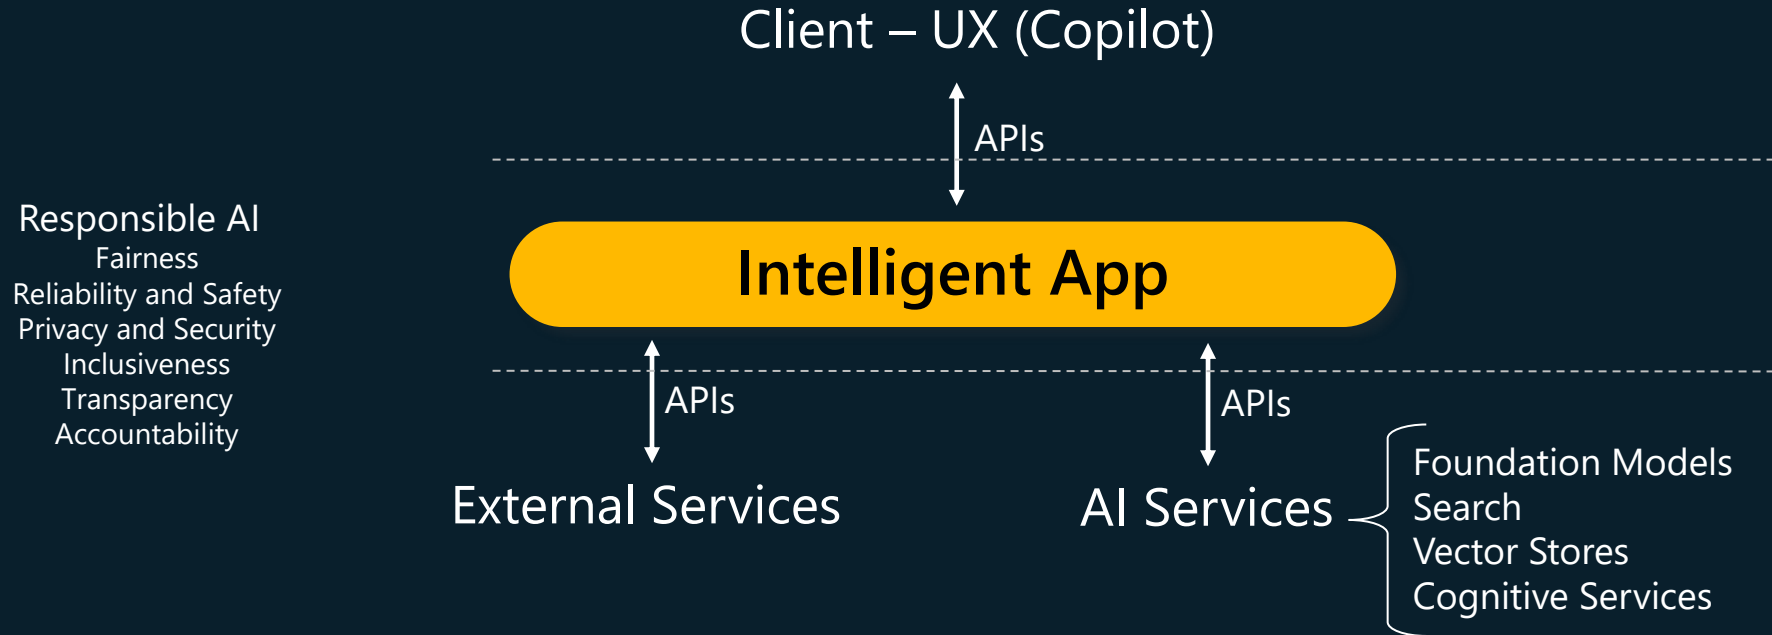 Client – UX (Copilot)
APIs
Responsible AI
Fairness
Reliability and Safety
Privacy and Security
Inclusiveness
Transparency
Accountability
Intelligent App
APIs
APIs
External Services
AI Services
Foundation Models
Search
Vector Stores
Cognitive Services